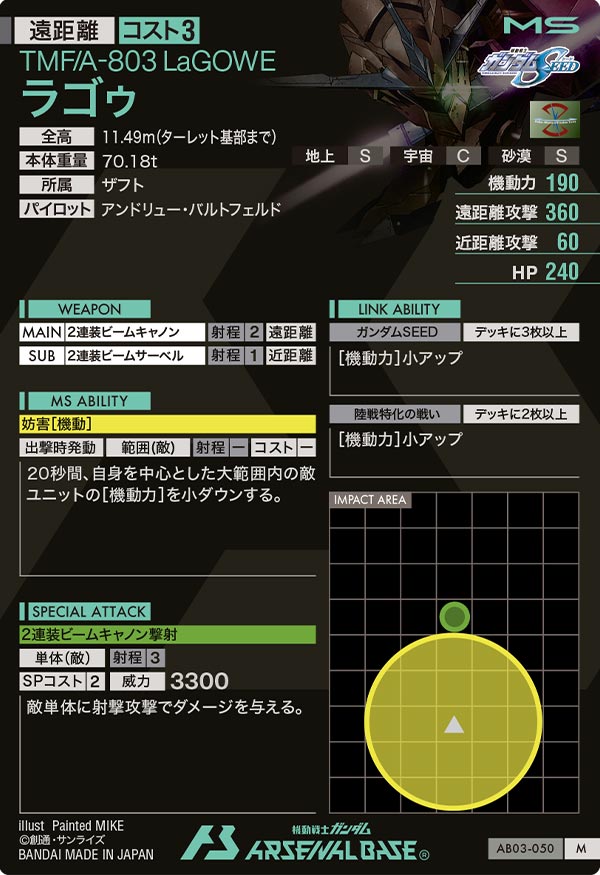 遠距離 コスト3
MS
TMF/A-803 LaGOWE
機動戦士
ガンダムSEED
ラゴゥ
全高 11.49m(ターレット基部まで)
本体重量 70.18t
所属 ザフト
パイロット アンドリュー・バルトフェルド
地上 S 宇宙 C 砂漠 S
機動力 190
遠距離攻撃 360
近距離攻撃 60
HP 240
WEAPON
MAIN 2連装ビームキャノン 射程 2 遠距離
SUB 2連装ビームサーベル 射程 1 近距離
MS ABILITY
妨害[機動]
出撃時発動 範囲(敵) 射程 ー コスト ー
20秒間、自身を中心とした大範囲内の敵
ユニットの[機動力]を小ダウンする。
SPECIAL ATTACK
2連装ビームキャノン撃射
単体(敵) 射程 3
SPコスト 2 威力 3300
敵単体に射撃攻撃でダメージを与える。
LINK ABILITY
ガンダムSEED デッキに3枚以上
[機動力]小アップ
陸戦特化の戦い デッキに2枚以上
[機動力]小アップ
IMPACT AREA
illust Painted MIKE
©創通・サンライズ
BANDAI MADE IN JAPAN
機動戦士ガンダム
ARSENAL BASE®
AB03-050 M